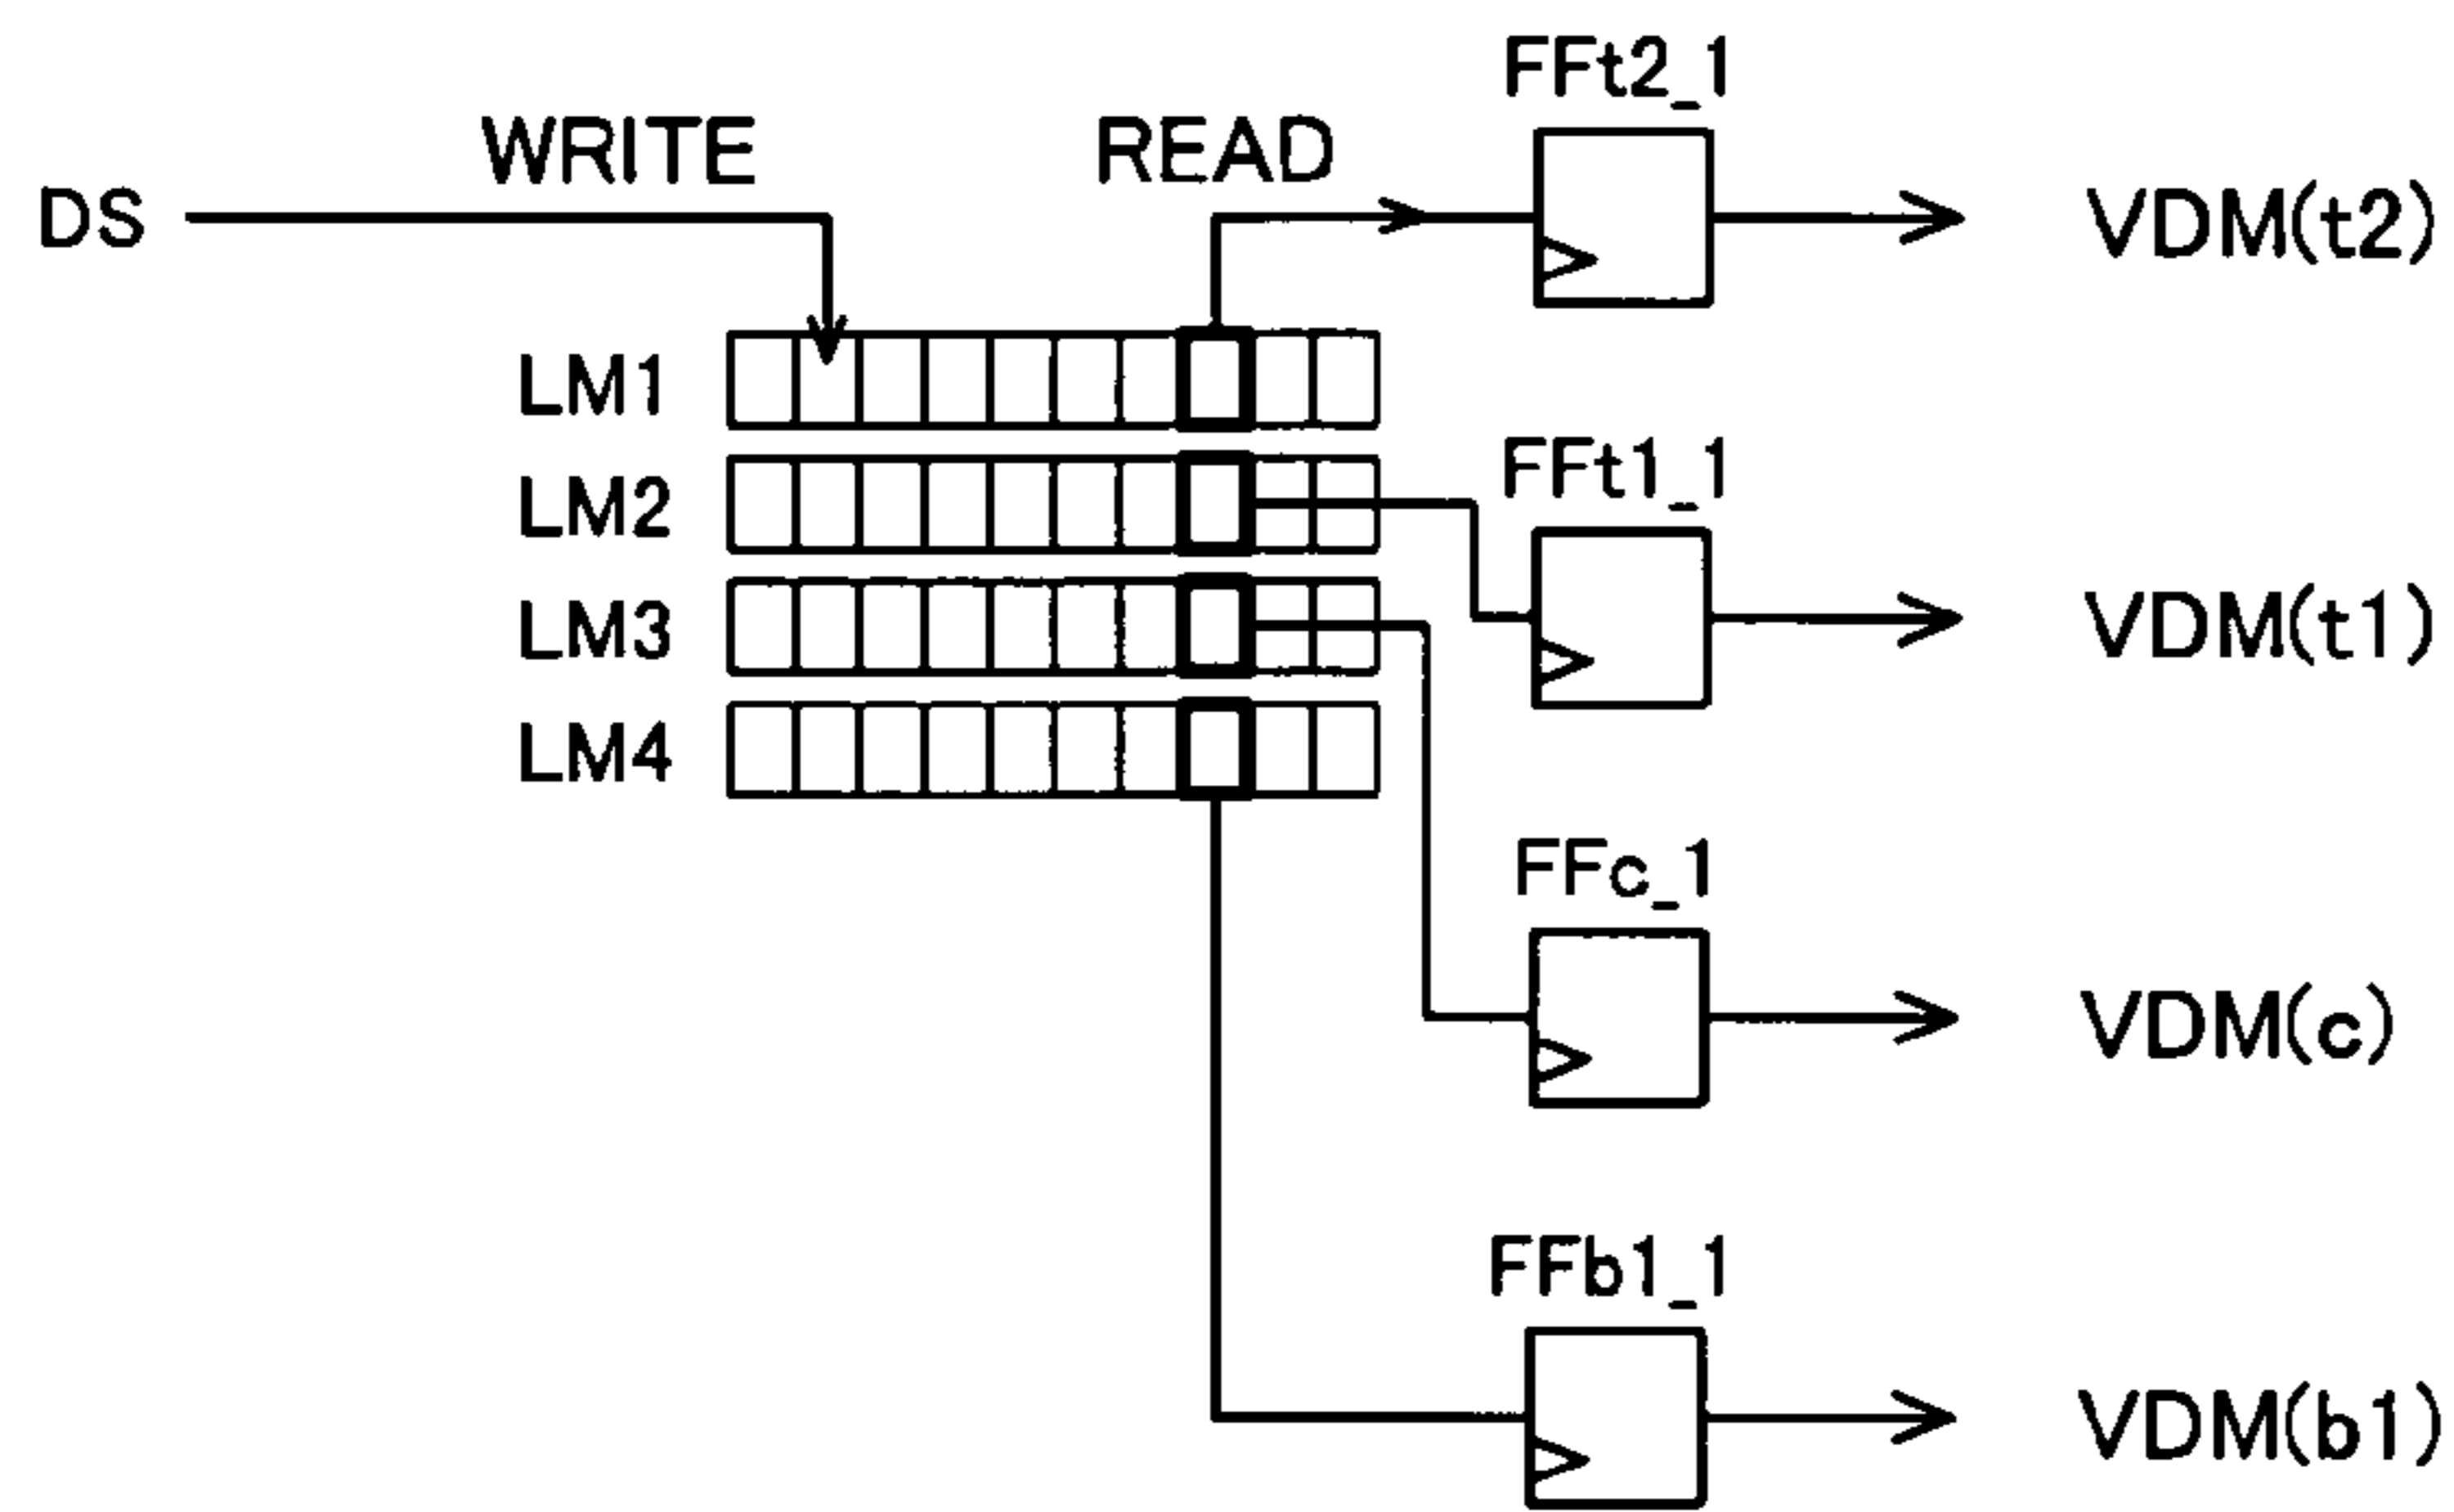 FFt2_1
WRITE READ
DS VDM(t2)
LM1
FFt1_1
LM2
VDM(t1)
LM3
LM4
FFc_1
VDM(c)
FFb1_1
VDM(b1)